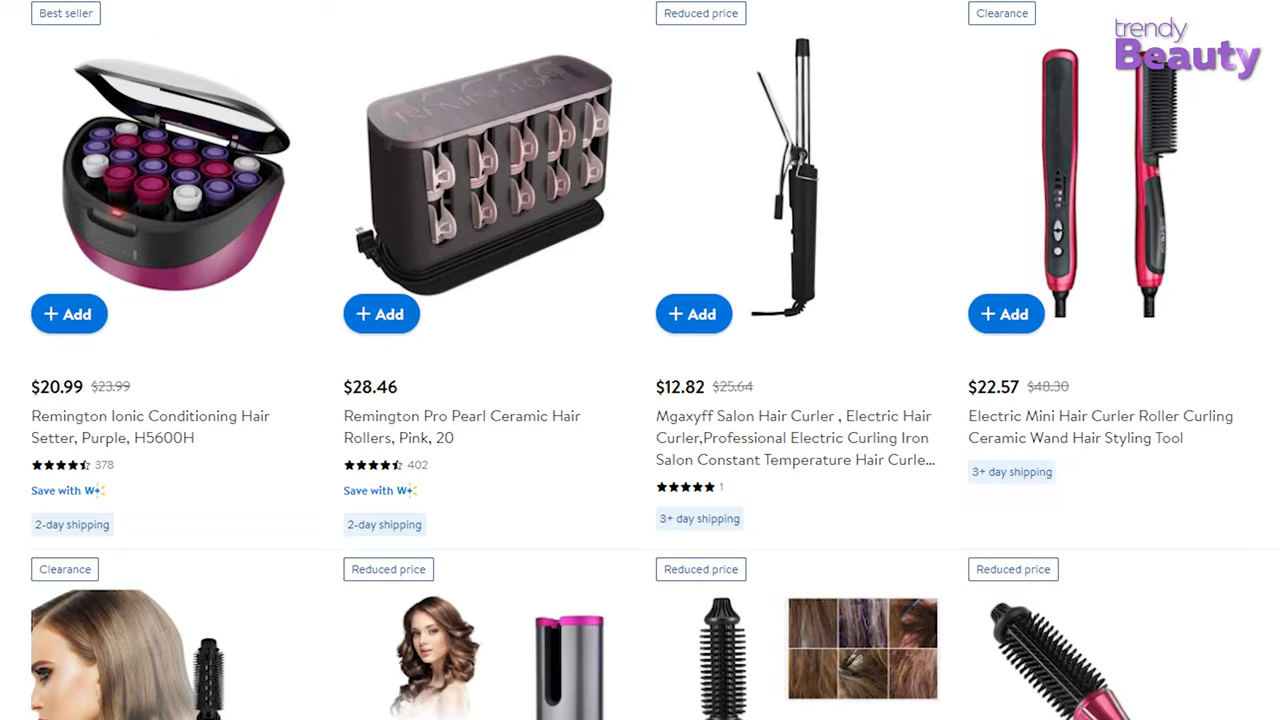 Best seller
Reduced price
Clearance
trendy
Beauty
REMINGTON
+ Add
+ Add
+ Add
+ Add
$20.99 $23.99
Remington Ionic Conditioning Hair
Setter, Purple, H5600H
378
Save with W+
2-day shipping
$28.46
Remington Pro Pearl Ceramic Hair
Rollers, Pink, 20
402
Save with W+
2-day shipping
$12.82 $25.64
Mgaxyff Salon Hair Curler , Electric Hair
Curler,Professional Electric Curling Iron
Salon Constant Temperature Hair Curle...
1
3+ day shipping
$22.57 $48.30
Electric Mini Hair Curler Roller Curling
Ceramic Wand Hair Styling Tool
3+ day shipping
Clearance
Reduced price
Reduced price
Reduced price